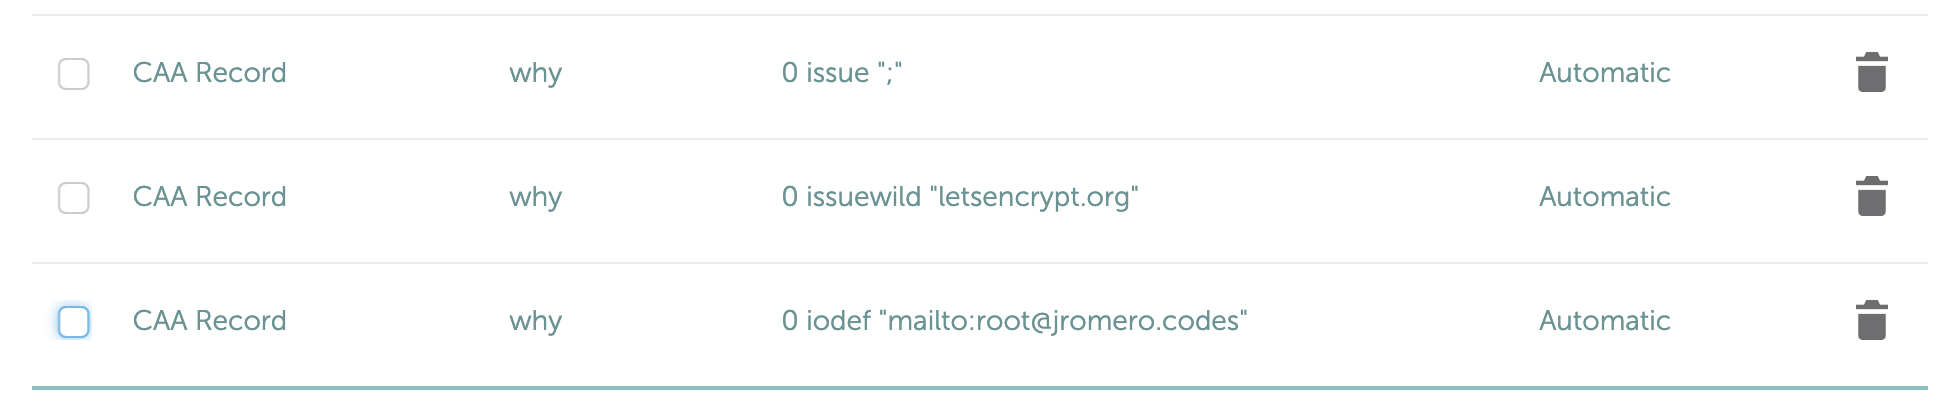 CAA Record why 0 issue ";" Automatic
CAA Record why 0 issuewild "letsencrypt.org" Automatic
CAA Record why 0 iodef "mailto:root@jromero.codes" Automatic